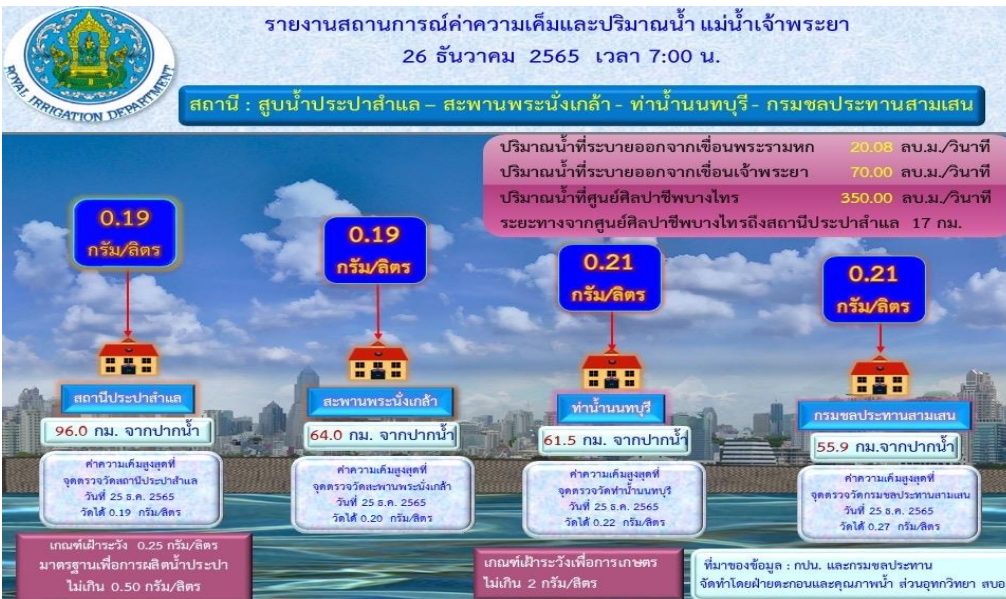 รายงานสถานการณ์ค่าความเค็มและปริมาณน้ำ แม่น้ำเจ้าพระยา
26 ธันวาคม 2565 เวลา 7:00 น.
ROYAL IRRIGATION DEPARTMENT
สถานี : สูบน้ำประปาสำแล – สะพานพระนั่งเกล้า - ท่าน้ำนนทบุรี - กรมชลประทานสามเสน
ปริมาณน้ำที่ระบายออกจากเขื่อนพระรามหก 20.08 ลบ.ม./วินาที
ปริมาณน้ำที่ระบายออกจากเขื่อนเจ้าพระยา 70.00 ลบ.ม./วินาที
ปริมาณน้ำที่ศูนย์ศิลปาชีพบางไทร 350.00 ลบ.ม./วินาที
ระยะทางจากศูนย์ศิลปาชีพบางไทรถึงสถานีประปาสำแล 17 กม.
0.19
กรัม/ลิตร
สถานีประปาสำแล
96.0 กม. จากปากน้ำ
ค่าความเค็มสูงสุดที่
จุดตรวจวัดสถานีประปาสำแล
วันที่ 25 ธ.ค. 2565
วัดได้ 0.19 กรัม/ลิตร
0.19
กรัม/ลิตร
สะพานพระนั่งเกล้า
64.0 กม. จากปากน้ำ
ค่าความเค็มสูงสุดที่
จุดตรวจวัดสะพานพระนั่งเกล้า
วันที่ 25 ธ.ค. 2565
วัดได้ 0.20 กรัม/ลิตร
0.21
กรัม/ลิตร
ท่าน้ำนนทบุรี
61.5 กม. จากปากน้ำ
ค่าความเค็มสูงสุดที่
จุดตรวจวัดท่าน้ำนนทบุรี
วันที่ 25 ธ.ค. 2565
วัดได้ 0.22 กรัม/ลิตร
0.21
กรัม/ลิตร
กรมชลประทานสามเสน
55.9 กม.จากปากน้ำ
ค่าความเค็มสูงสุดที่
จุดตรวจวัดกรมชลประทานสามเสน
วันที่ 25 ธ.ค. 2565
วัดได้ 0.27 กรัม/ลิตร
เกณฑ์เฝ้าระวัง 0.25 กรัม/ลิตร
มาตรฐานเพื่อการผลิตน้ำประปา
ไม่เกิน 0.50 กรัม/ลิตร
เกณฑ์เฝ้าระวังเพื่อการเกษตร
ไม่เกิน 2 กรัม/ลิตร
ที่มาของข้อมูล : กปน. และกรมชลประทาน
จัดทำโดยฝ่ายตะกอนและคุณภาพน้ำ ส่วนอุทกวิทยา สบอ